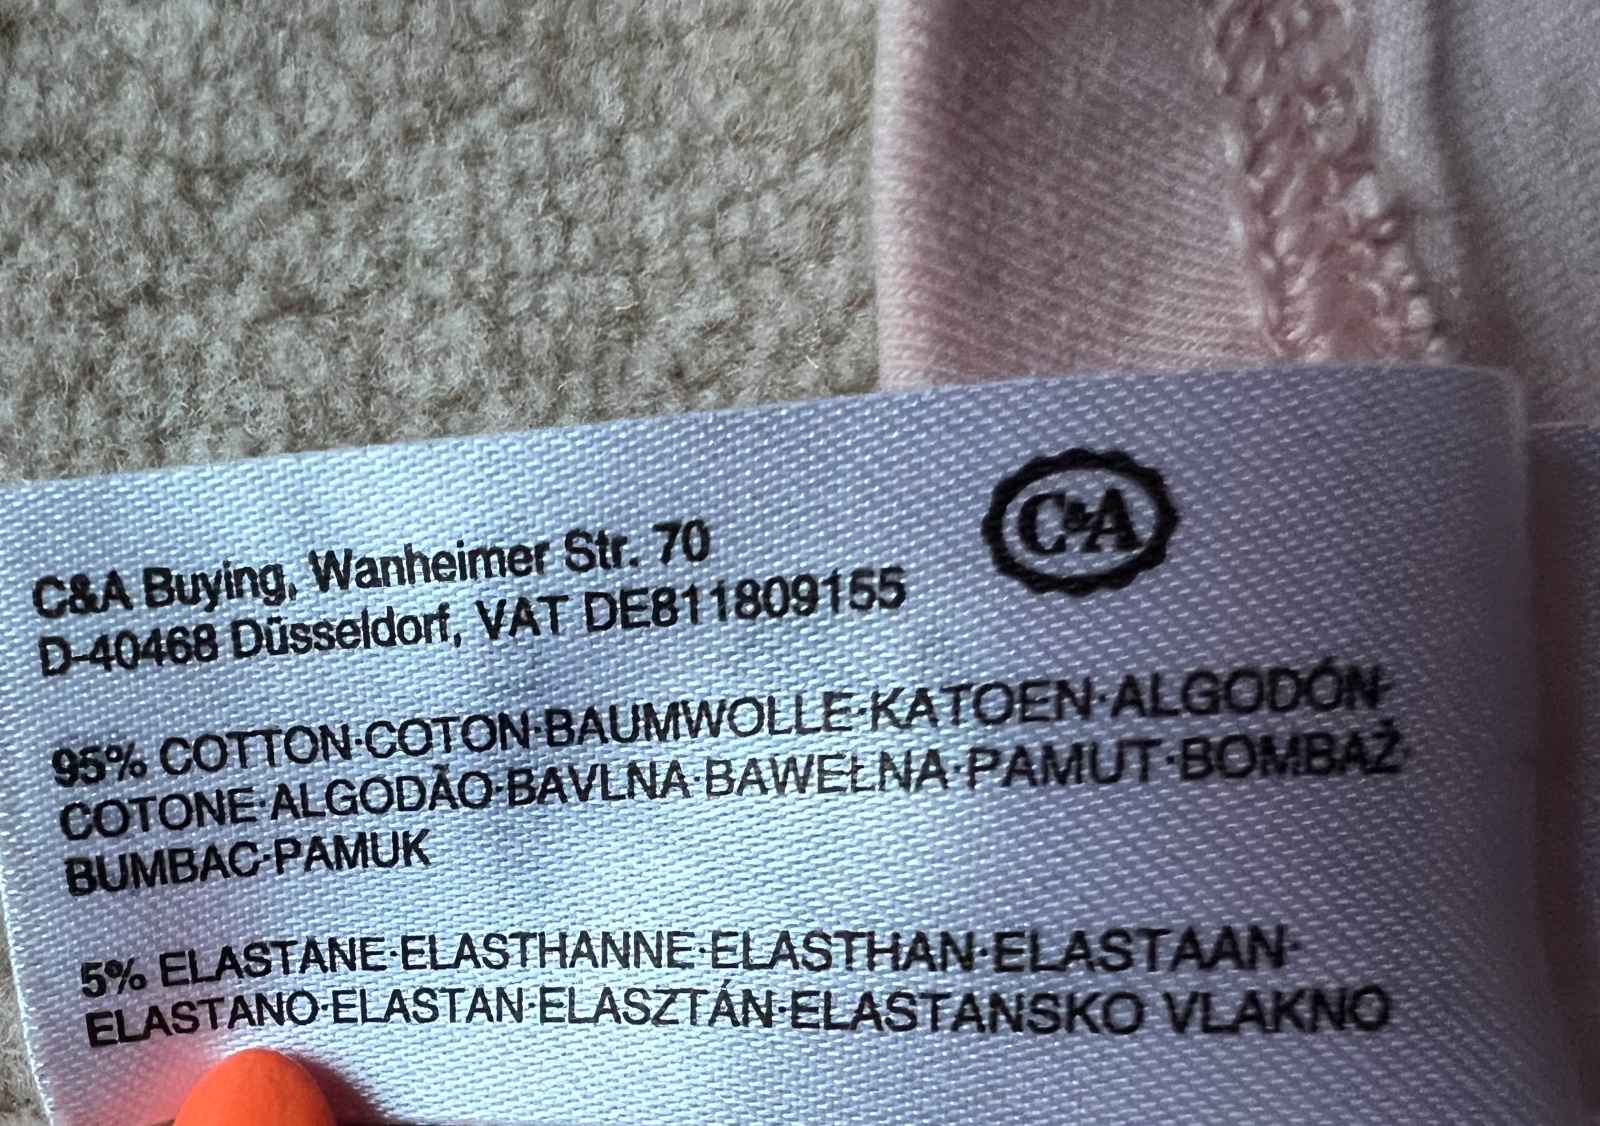 C&A
C&A Buying, Wanheimer Str. 70
D-40468 Düsseldorf, VAT DE811809155
95% COTTON·COTON·BAUMWOLLE·KATOEN·ALGODÓN·
COTONE·ALGODÃO·BAVLNA·BAWEŁNA·PAMUT·BOMBAŽ·
BUMBAC·PAMUK
5% ELASTANE·ELASTHANNE·ELASTHAN·ELASTAAN·
ELASTANO·ELASTAN·ELASZTÁN·ELASTANSKO VLAKNO